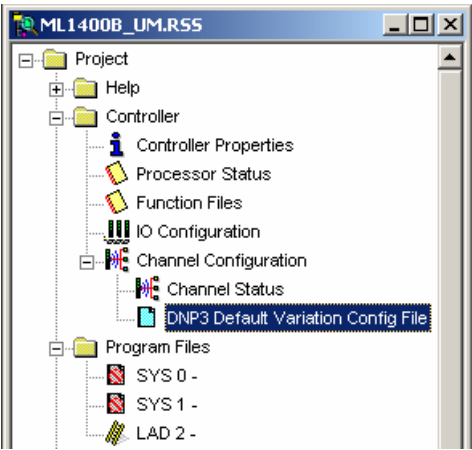 ML1400B_UM.RSS
Project
Help
Controller
Controller Properties
Processor Status
Function Files
IO Configuration
Channel Configuration
Channel Status
DNP3 Default Variation Config File
Program Files
SYS 0 -
SYS 1 -
LAD 2 -